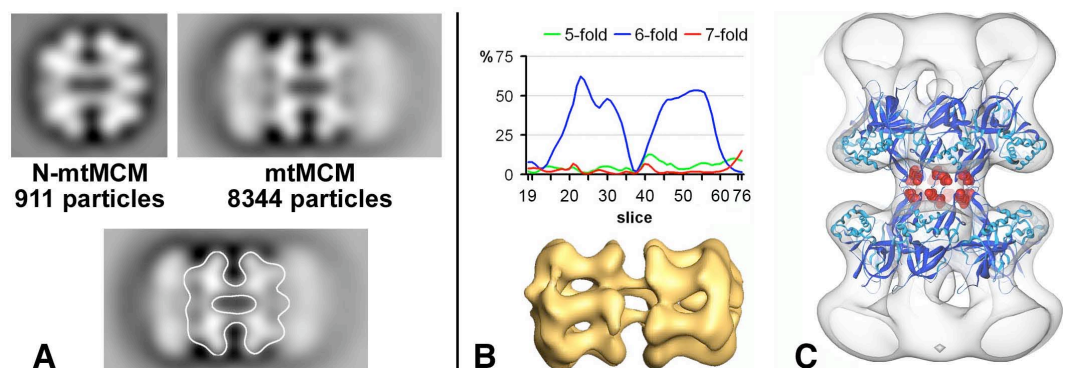 N-mtMCM
911 particles
mtMCM
8344 particles
A
5-fold 6-fold 7-fold
% 75
50
25
0
19 20 30 40 50 60 76
slice
B
C